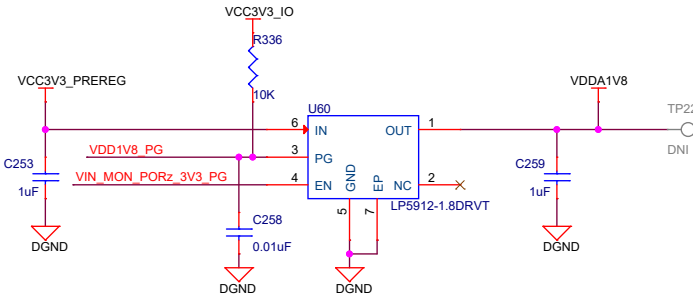 VCC3V3_IO
R336
10K
VCC3V3_PREREG
VDDA1V8
U60
6 IN OUT 1
VDD1V8_PG 3 PG
VIN_MON_PORz_3V3_PG 4 EN
GND EP NC 2
5 7
LP5912-1.8DRVT
C253
1uF
DGND
C258
0.01uF
DGND
DGND
C259
1uF
DGND
DNI